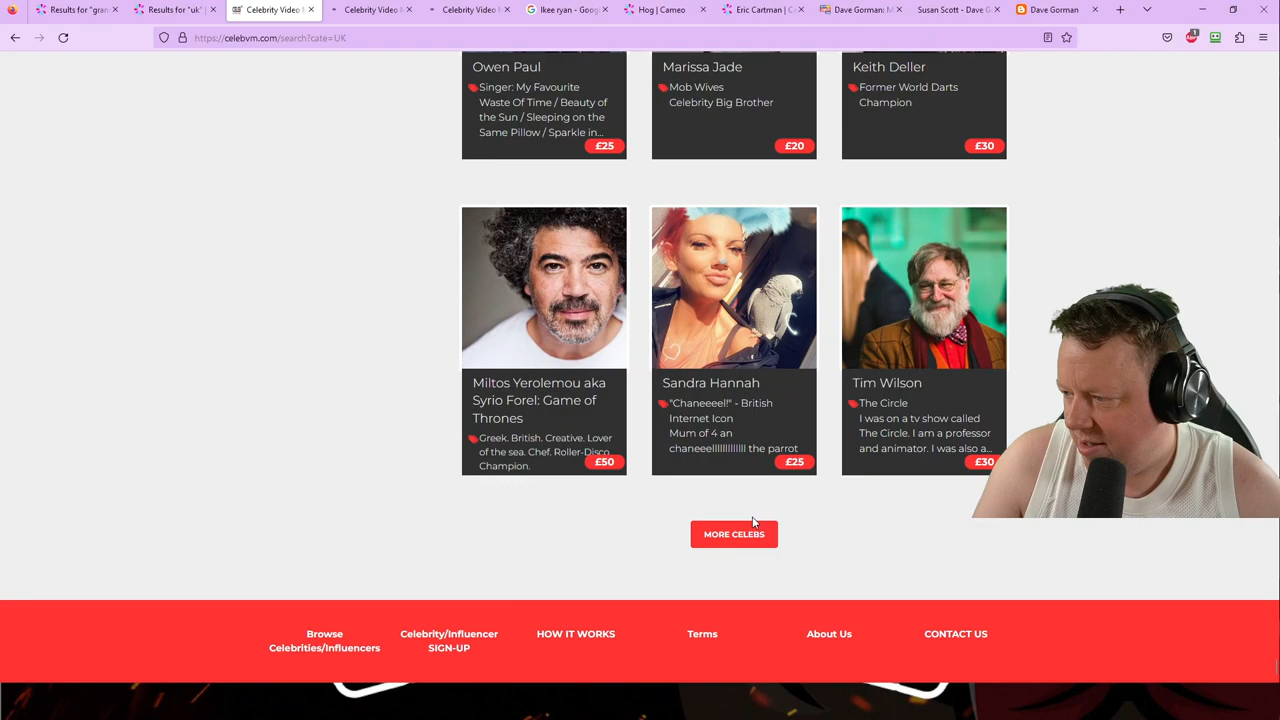 Results for "gran
Results for "uk" |
Celebrity Video M
Celebrity Video M
Celebrity Video M
Ikee ryan - Googl
Hog | Cameo
Eric Cartman | Ca
Dave Gorman: M
Susan Scott - Dave G
Dave Gorman
https://celebvm.com/search?cate=UK
Owen Paul
Singer: My Favourite
Waste Of Time / Beauty of
the Sun / Sleeping on the
Same Pillow / Sparkle in...
£25
Marissa Jade
Mob Wives
Celebrity Big Brother
£20
Keith Deller
Former World Darts
Champion
£30
Miltos Yerolemou aka
Syrio Forel: Game of
Thrones
Greek. British. Creative. Lover
of the sea. Chef. Roller-Disco
Champion.
£50
Sandra Hannah
"Chaneeeel!" - British
Internet Icon
Mum of 4 an
chaneeellllllllllllll the parrot
£25
Tim Wilson
The Circle
I was on a tv show called
The Circle. I am a professor
and animator. I was also a...
£30
MORE CELEBS
Browse
Celebrities/Influencers
Celebrity/Influencer
SIGN-UP
HOW IT WORKS
Terms
About Us
CONTACT US